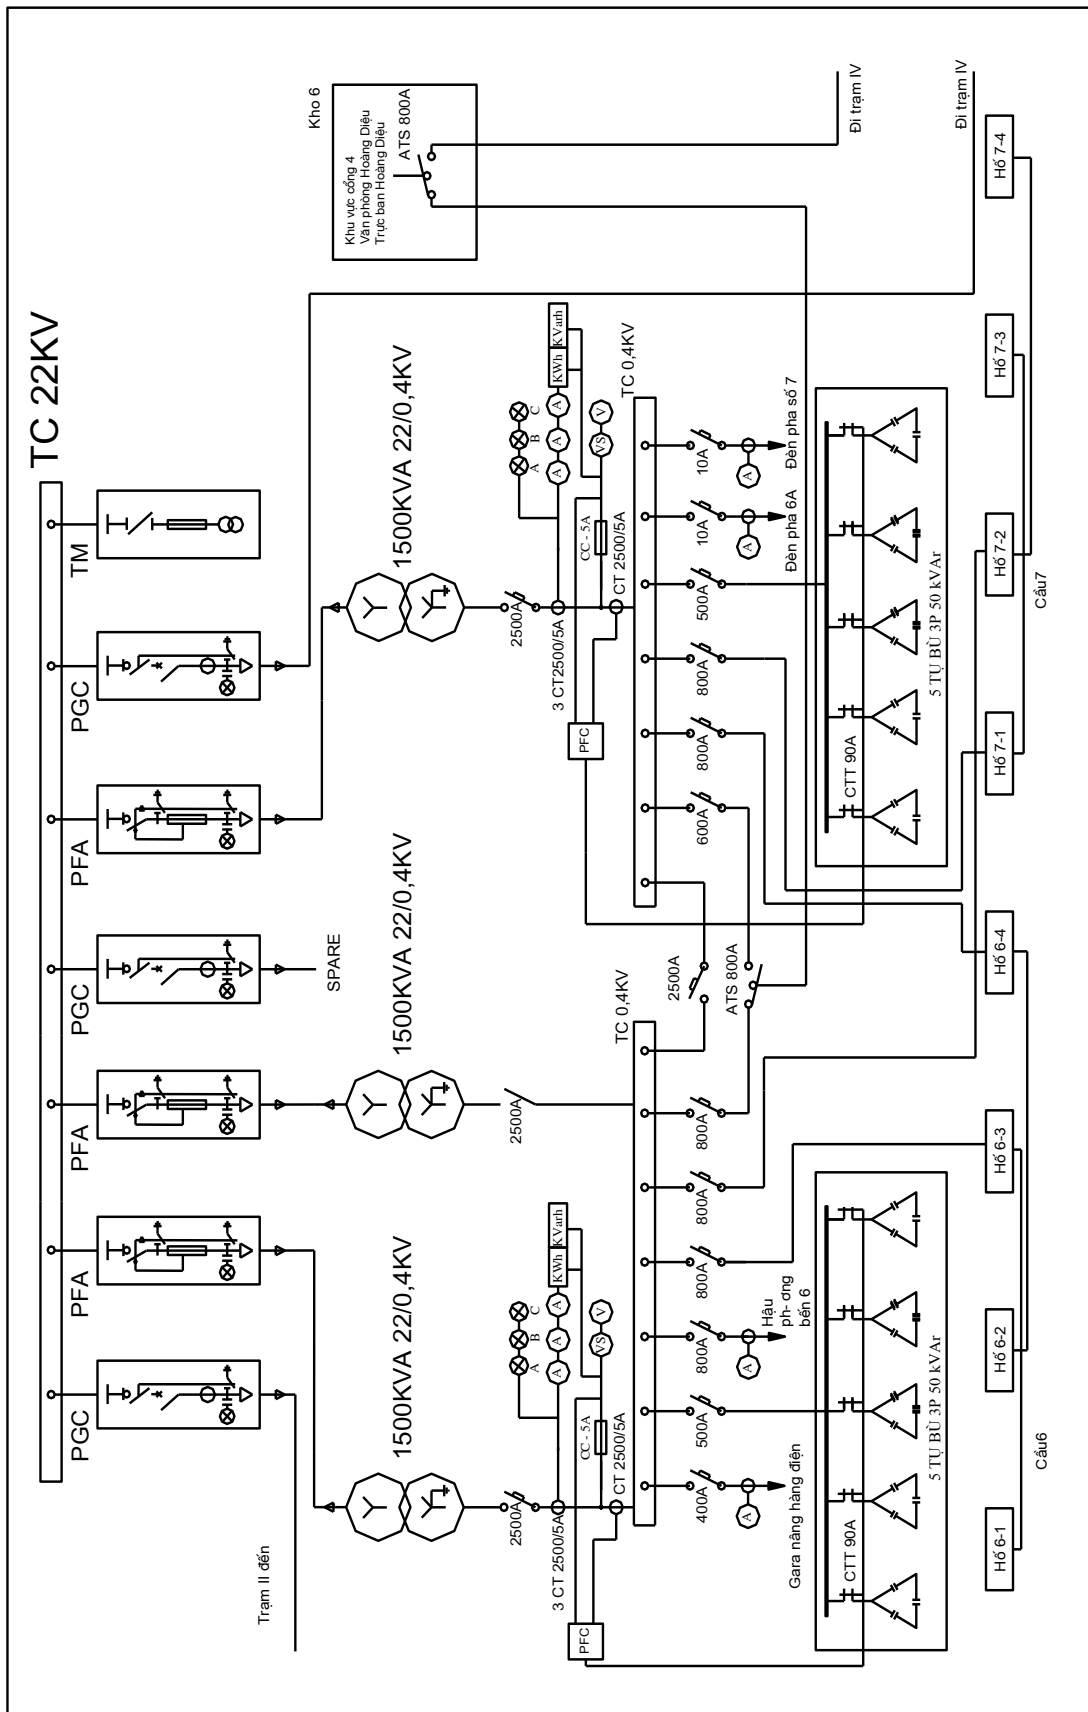 TC 22KV
PGC
PFA
PFA
PGC
PFA
PGC
TM
Trạm II đến
SPARE
Kho 6
Khu vực cổng 4
Văn phòng Hoàng Diệu
Trực ban Hoàng Diệu
ATS 800A
1500KVA 22/0,4KV
1500KVA 22/0,4KV
1500KVA 22/0,4KV
2500A
2500A
2500A
A
B
C
A
A
A
KWh
KVarh
3 CT 2500/5A
VS
V
CC - 5A
PFC
CT 2500/5A
A
B
C
A
A
A
KWh
KVarh
3 CT2500/5A
VS
V
CC - 5A
PFC
CT 2500/5A
TC 0,4KV
TC 0,4KV
400A
500A
800A
800A
800A
800A
2500A
ATS 800A
600A
800A
800A
500A
10A
10A
A
A
A
A
Gara nâng hàng điện
Hậu
ph- ơng
bến 6
Đèn pha 6A
Đèn pha số 7
CTT 90A
5 TỤ BÙ 3P 50 kVAr
CTT 90A
5 TỤ BÙ 3P 50 kVAr
Đi trạm IV
Đi trạm IV
Hố 6-1
Hố 6-2
Hố 6-3
Hố 6-4
Hố 7-1
Hố 7-2
Hố 7-3
Hố 7-4
Cầu6
Cầu7